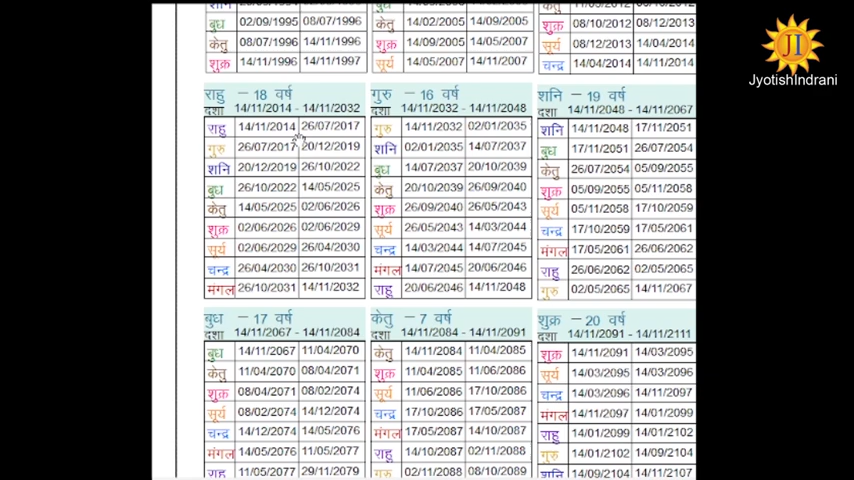 बुध 02/09/1995 08/07/1996
केतु 08/07/1996 14/11/1996
शुक्र 14/11/1996 14/11/1997
केतु 14/02/2005 14/09/2005
शुक्र 14/09/2005 14/05/2007
सूर्य 14/05/2007 14/11/2007
शुक्र 08/10/2012 08/12/2013
सूर्य 08/12/2013 14/04/2014
चन्द्र 14/04/2014 14/11/2014
JI
JyotishIndrani
राहु - 18 वर्ष
दशा 14/11/2014 - 14/11/2032
राहु 14/11/2014 26/07/2017
गुरु 26/07/2017 20/12/2019
शनि 20/12/2019 26/10/2022
बुध 26/10/2022 14/05/2025
केतु 14/05/2025 02/06/2026
शुक्र 02/06/2026 02/06/2029
सूर्य 02/06/2029 26/04/2030
चन्द्र 26/04/2030 26/10/2031
मंगल 26/10/2031 14/11/2032
गुरु - 16 वर्ष
दशा 14/11/2032 - 14/11/2048
गुरु 14/11/2032 02/01/2035
शनि 02/01/2035 14/07/2037
बुध 14/07/2037 20/10/2039
केतु 20/10/2039 26/09/2040
शुक्र 26/09/2040 26/05/2043
सूर्य 26/05/2043 14/03/2044
चन्द्र 14/03/2044 14/07/2045
मंगल 14/07/2045 20/06/2046
राहु 20/06/2046 14/11/2048
शनि - 19 वर्ष
दशा 14/11/2048 - 14/11/2067
शनि 14/11/2048 17/11/2051
बुध 17/11/2051 26/07/2054
केतु 26/07/2054 05/09/2055
शुक्र 05/09/2055 05/11/2058
सूर्य 05/11/2058 17/10/2059
चन्द्र 17/10/2059 17/05/2061
मंगल 17/05/2061 26/06/2062
राहु 26/06/2062 02/05/2065
गुरु 02/05/2065 14/11/2067
बुध - 17 वर्ष
दशा 14/11/2067 - 14/11/2084
बुध 14/11/2067 11/04/2070
केतु 11/04/2070 08/04/2071
शुक्र 08/04/2071 08/02/2074
सूर्य 08/02/2074 14/12/2074
चन्द्र 14/12/2074 14/05/2076
मंगल 14/05/2076 11/05/2077
राहु 11/05/2077 29/11/2079
केतु - 7 वर्ष
दशा 14/11/2084 - 14/11/2091
केतु 14/11/2084 11/04/2085
शुक्र 11/04/2085 11/06/2086
सूर्य 11/06/2086 17/10/2086
चन्द्र 17/10/2086 17/05/2087
मंगल 17/05/2087 14/10/2087
राहु 14/10/2087 02/11/2088
गुरु 02/11/2088 08/10/2089
शुक्र - 20 वर्ष
दशा 14/11/2091 - 14/11/2111
शुक्र 14/11/2091 14/03/2095
सूर्य 14/03/2095 14/03/2096
चन्द्र 14/03/2096 14/11/2097
मंगल 14/11/2097 14/01/2099
राहु 14/01/2099 14/01/2102
गुरु 14/01/2102 14/09/2104
शनि 14/09/2104 14/11/2107